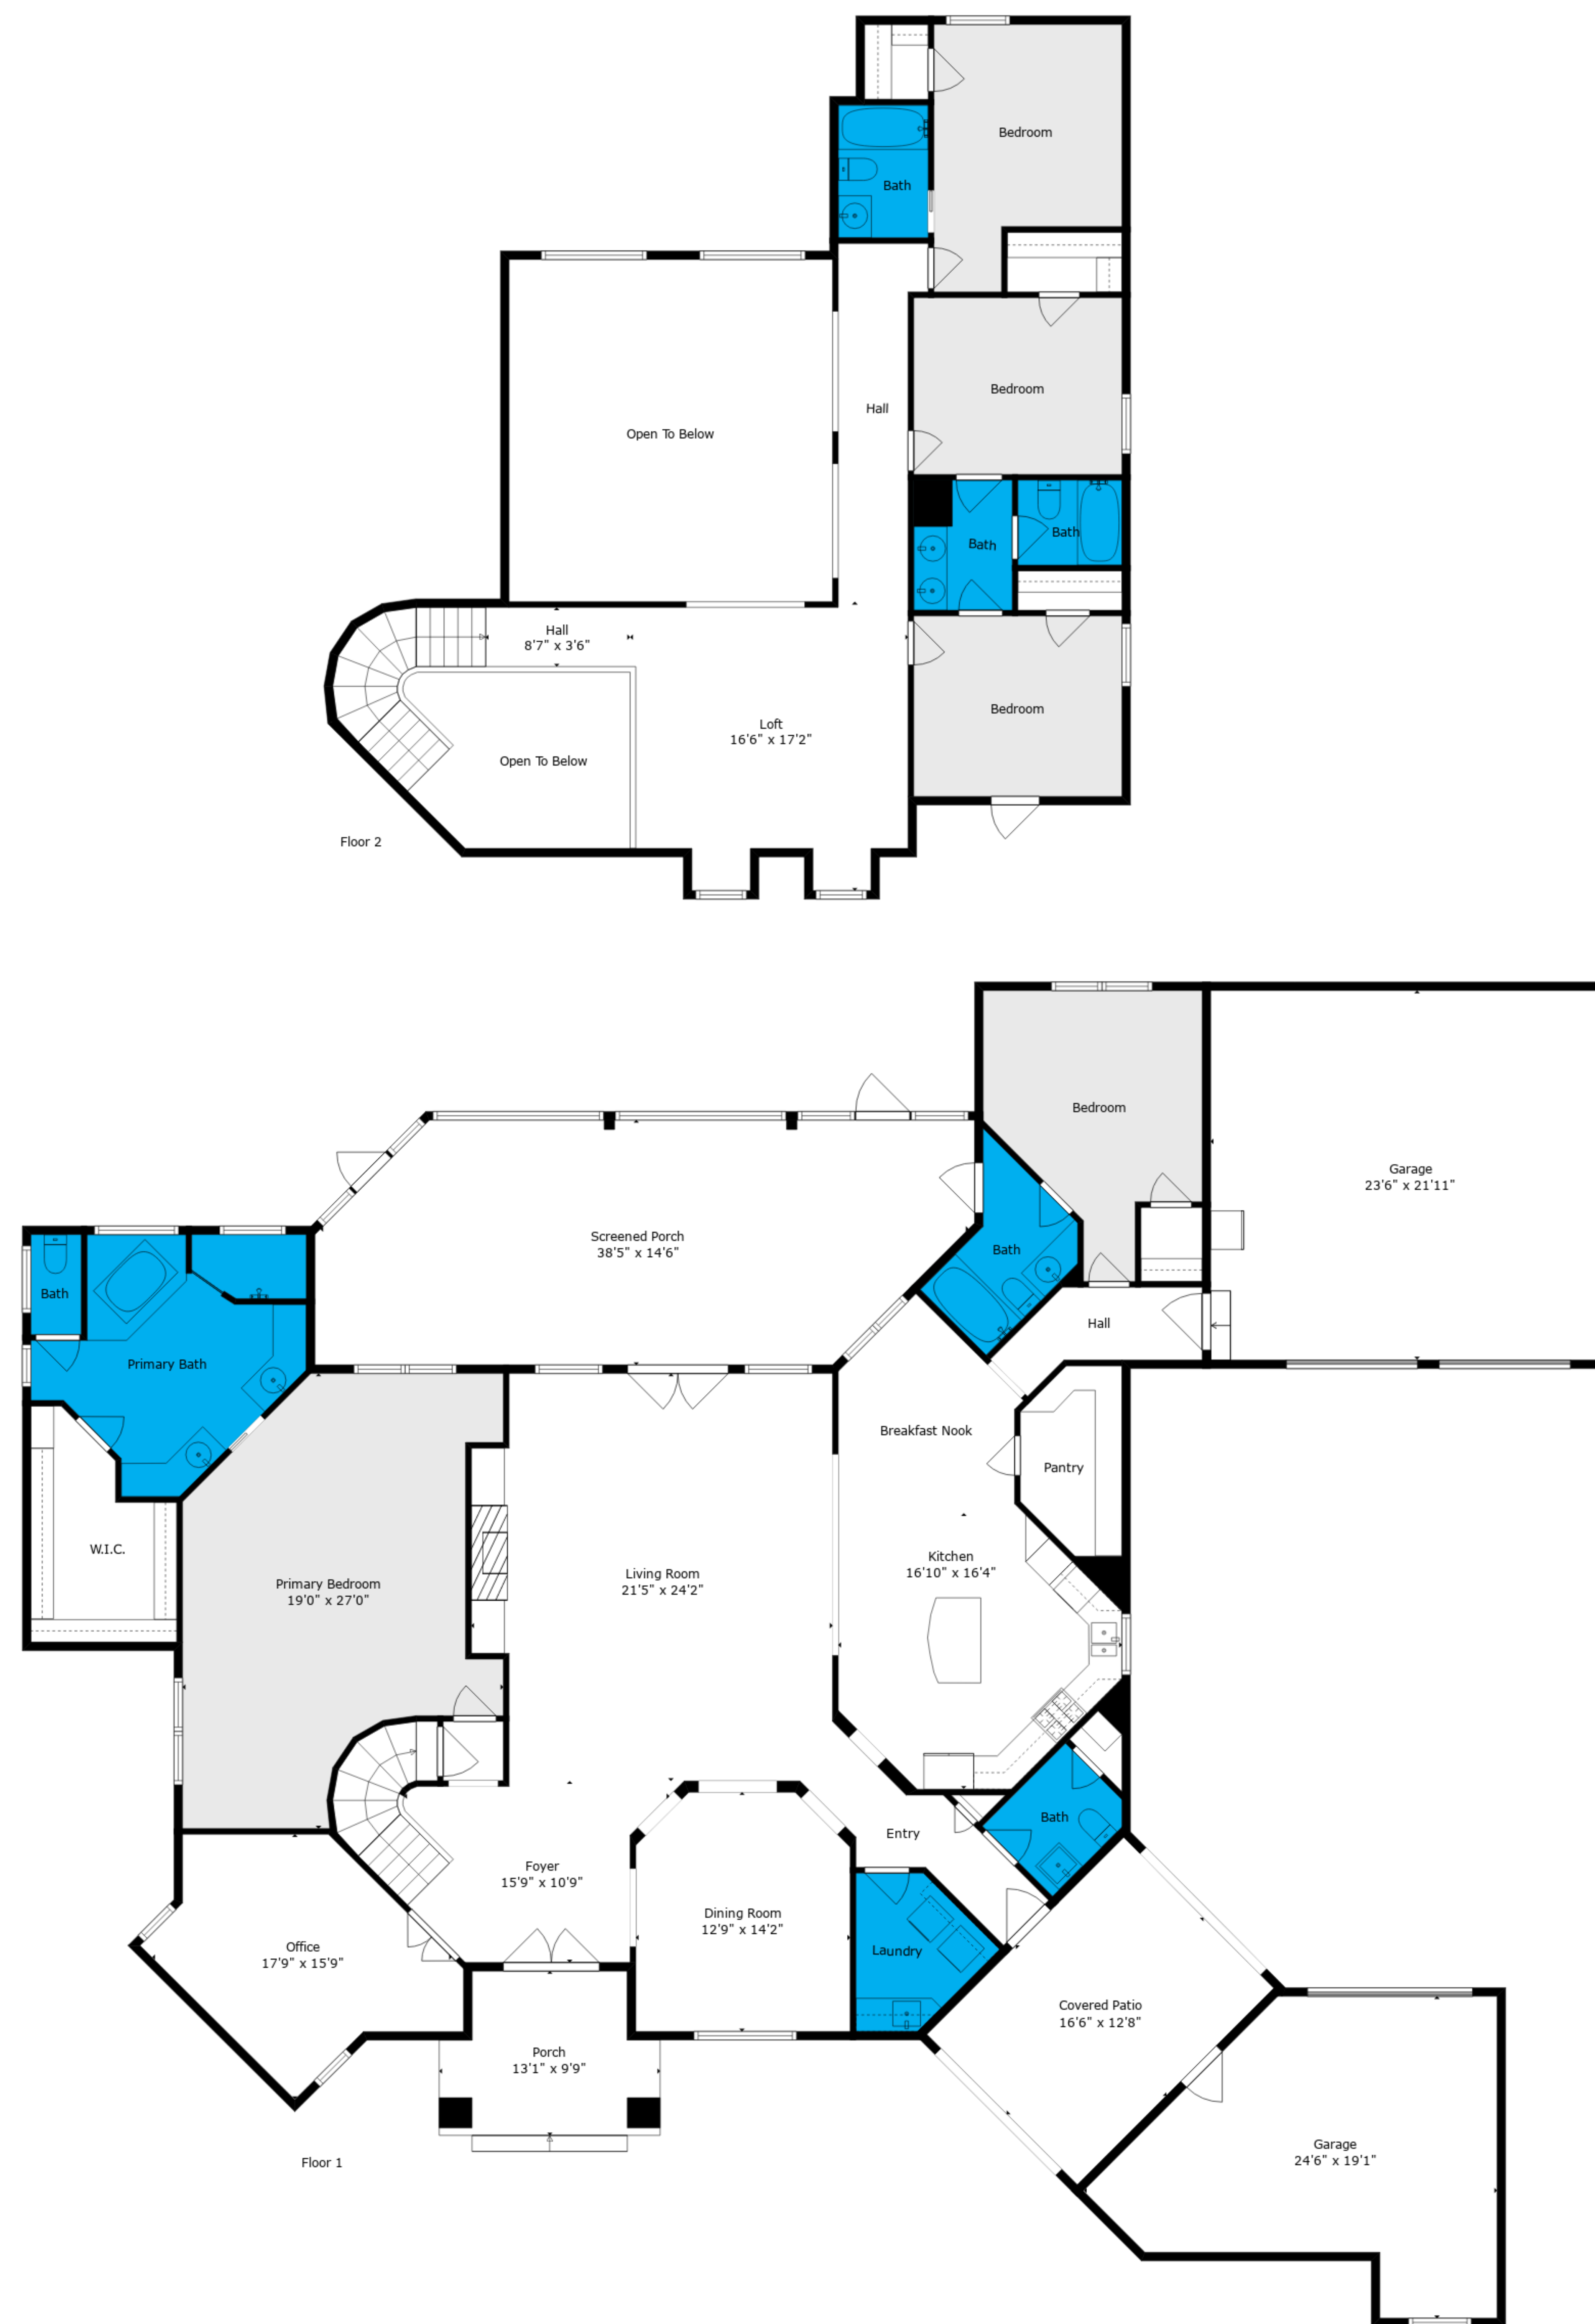 Bedroom
Bath
Bedroom
Hall
Open To Below
Bath
Bath
Hall
8'7" x 3'6"
Bedroom
Loft
16'6" x 17'2"
Open To Below
Floor 2
Bedroom
Garage
23'6" x 21'11"
Screened Porch
38'5" x 14'6"
Bath
Bath
Hall
Primary Bath
Breakfast Nook
Pantry
W.I.C.
Kitchen
16'10" x 16'4"
Living Room
21'5" x 24'2"
Primary Bedroom
19'0" x 27'0"
Bath
Entry
Foyer
15'9" x 10'9"
Dining Room
12'9" x 14'2"
Office
17'9" x 15'9"
Laundry
Covered Patio
16'6" x 12'8"
Porch
13'1" x 9'9"
Garage
24'6" x 19'1"
Floor 1